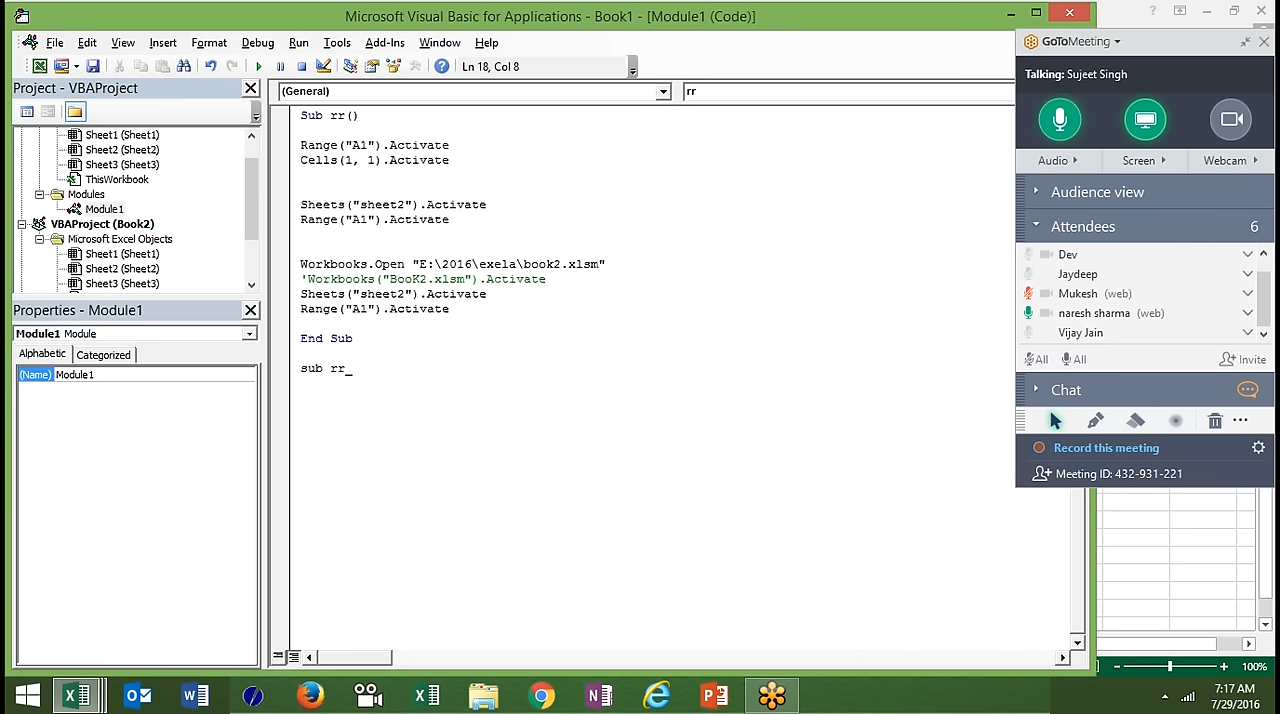 Microsoft Visual Basic for Applications - Book1 - [Module1 (Code)]
File Edit View Insert Format Debug Run Tools Add-Ins Window Help
Ln 18, Col 8
Project - VBAProject
Sheet1 (Sheet1)
Sheet2 (Sheet2)
Sheet3 (Sheet3)
ThisWorkbook
Modules
Module1
VBAProject (Book2)
Microsoft Excel Objects
Sheet1 (Sheet1)
Sheet2 (Sheet2)
Sheet3 (Sheet3)
Properties - Module1
Module1 Module
Alphabetic Categorized
(Name) Module1
(General) rr
Sub rr()
Range("A1").Activate
Cells(1, 1).Activate
Sheets("sheet2").Activate
Range("A1").Activate
Workbooks.Open "E:\2016\exela\book2.xlsm"
'Workbooks("BooK2.xlsm").Activate
Sheets("sheet2").Activate
Range("A1").Activate
End Sub
sub rr_
GoToMeeting
Talking: Sujeet Singh
Audio Screen Webcam
Audience view
Attendees 6
Dev
Jaydeep
Mukesh (web)
naresh sharma (web)
Vijay Jain
All All Invite
Chat
Record this meeting
Meeting ID: 432-931-221
100%
7:17 AM
7/29/2016